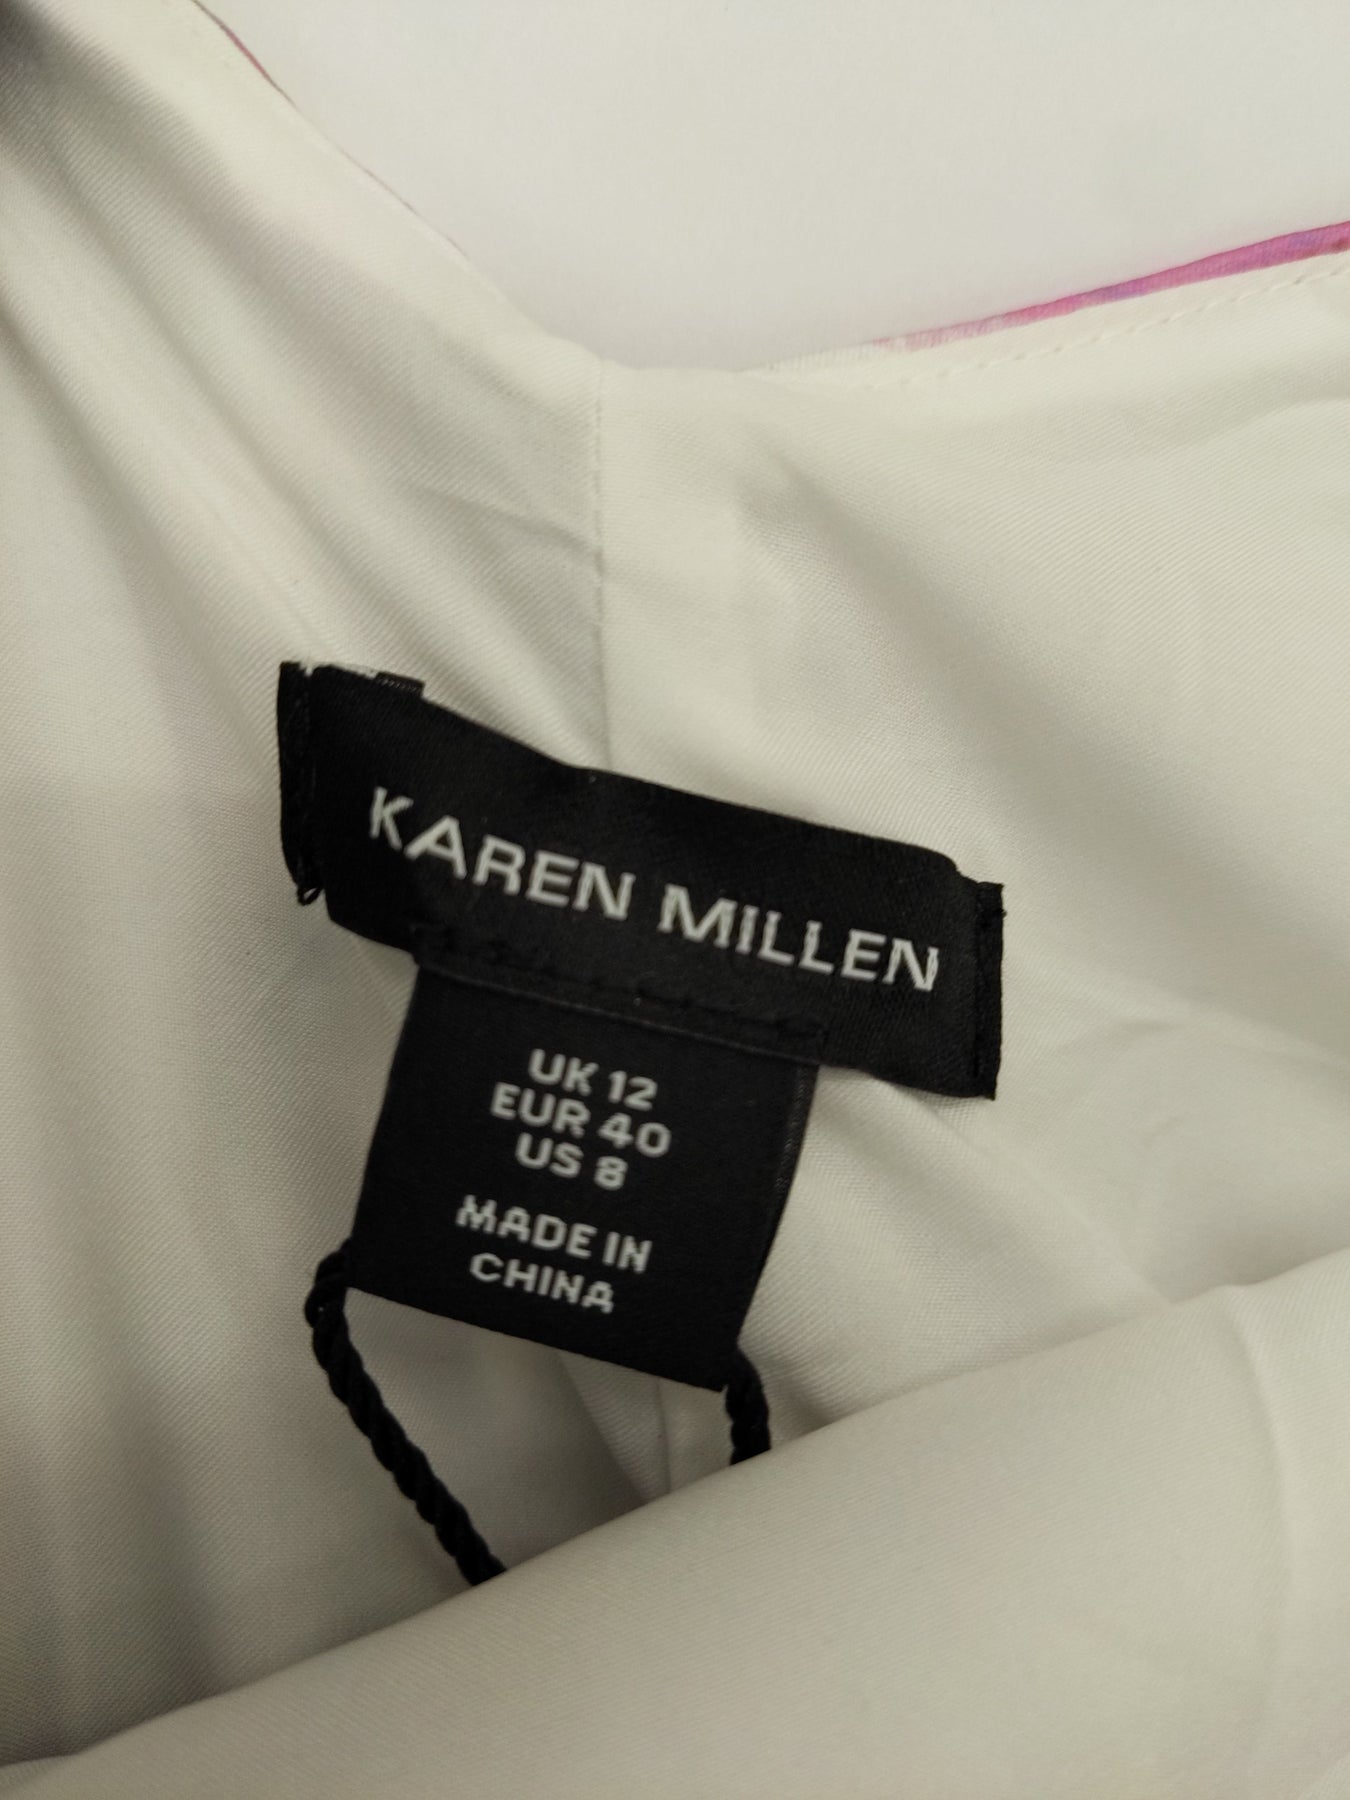 KAREN MILLEN
UK 12
EUR 40
US 8
MADE IN
CHINA